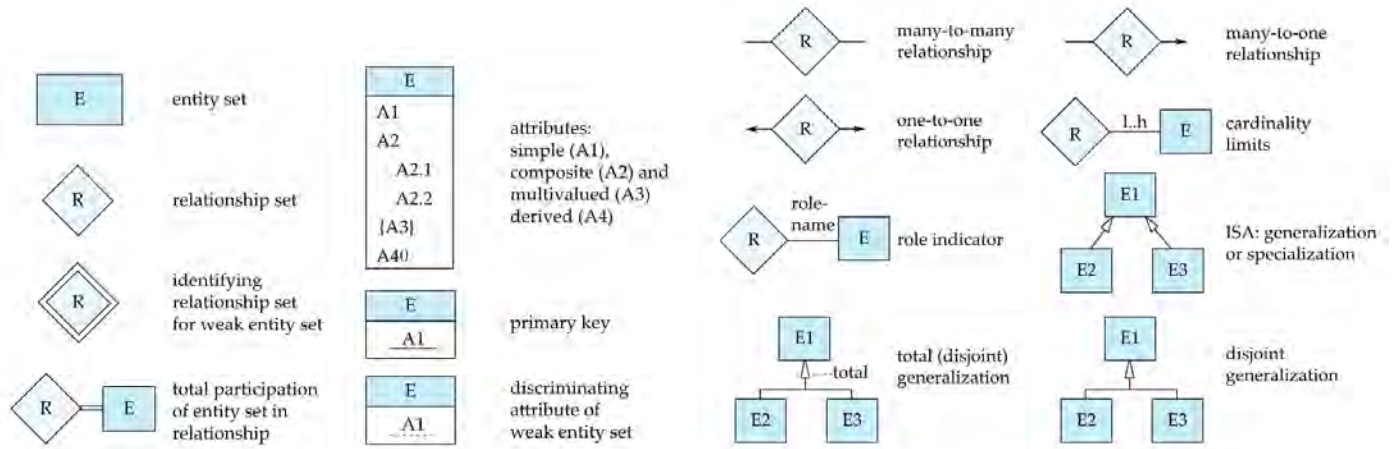 E
entity set
R
relationship set
R
identifying
relationship set
for weak entity set
R
E
total participation
of entity set in
relationship
E
A1
A2
A2.1
A2.2
{A3}
A40
attributes:
simple (A1),
composite (A2) and
multivalued (A3)
derived (A4)
E
A1
primary key
E
A1
discriminating
attribute of
weak entity set
R
many-to-many
relationship
R
many-to-one
relationship
R
one-to-one
relationship
R
l..h
E
cardinality
limits
R
role-
name
E
role indicator
E1
E2
E3
ISA: generalization
or specialization
E1
total
E2
E3
total (disjoint)
generalization
E1
E2
E3
disjoint
generalization